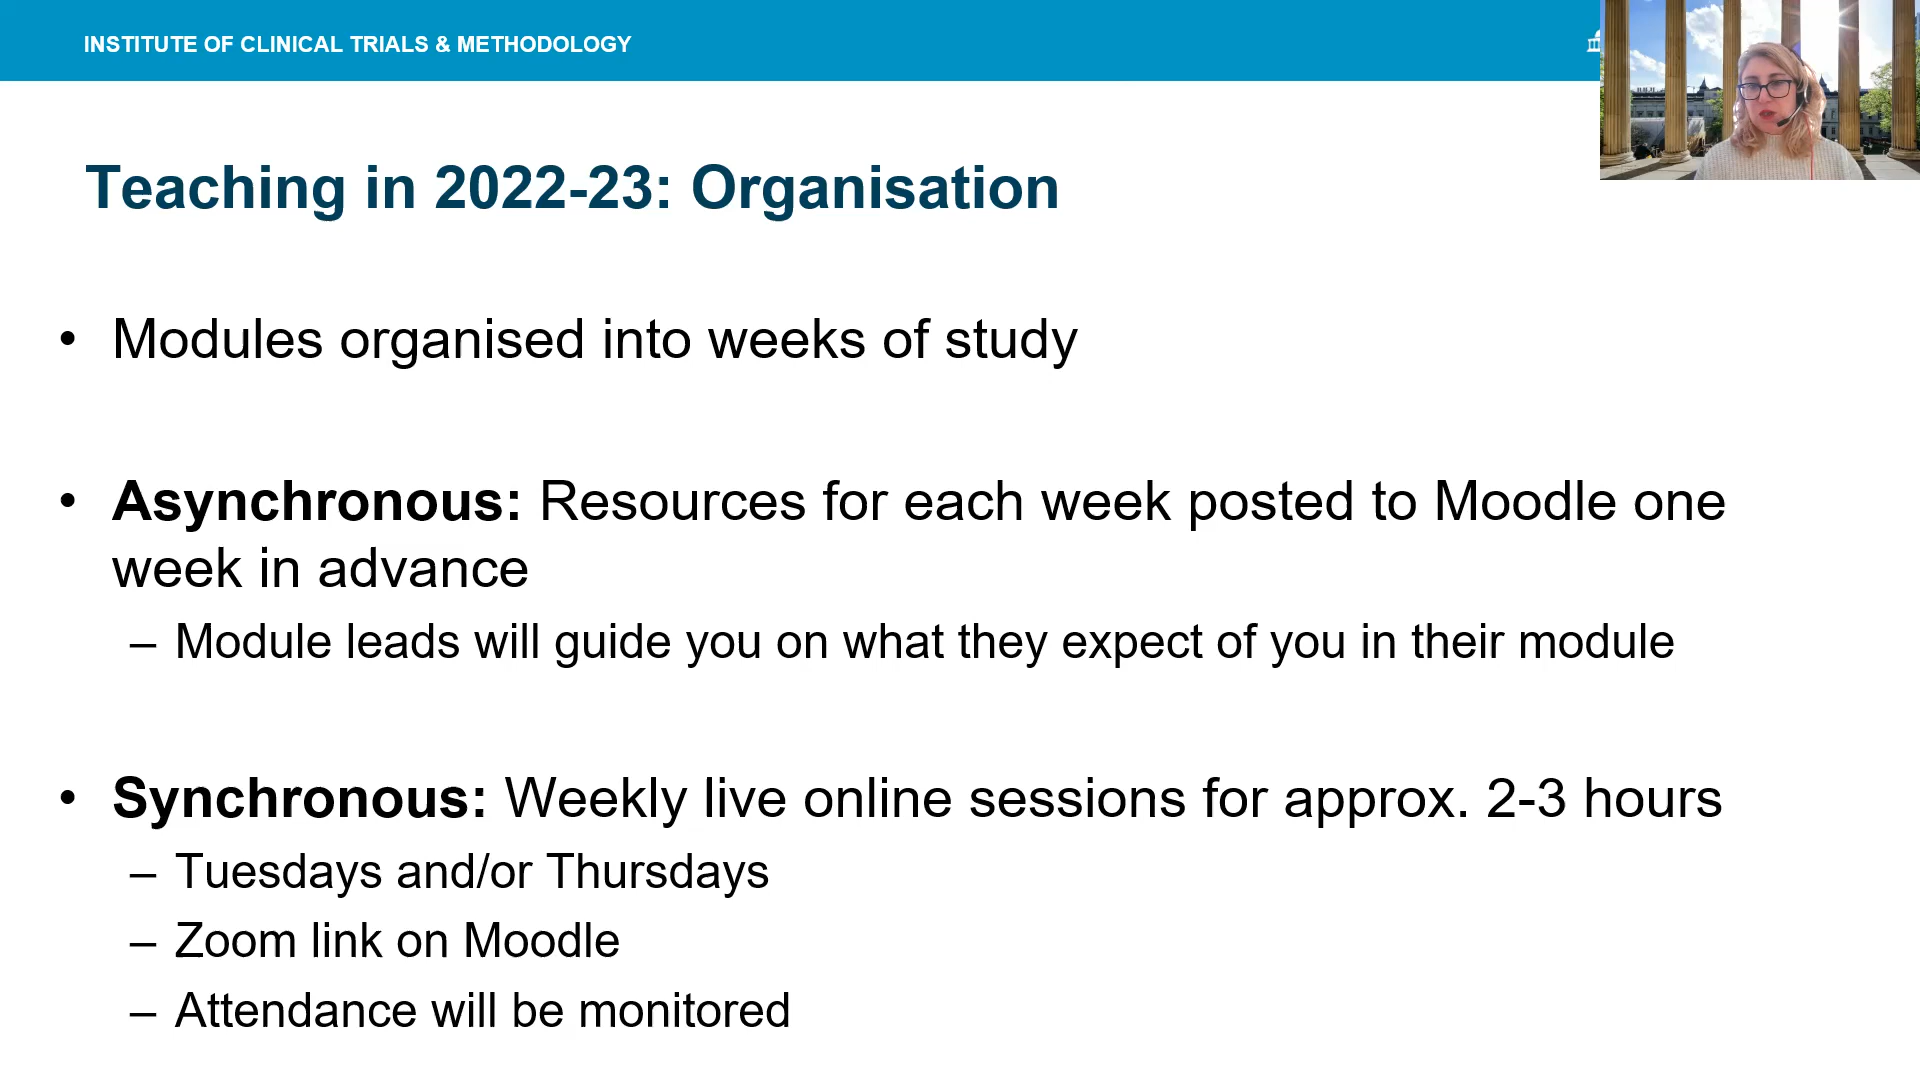 INSTITUTE OF CLINICAL TRIALS & METHODOLOGY
Teaching in 2022-23: Organisation
• Modules organised into weeks of study
• Asynchronous: Resources for each week posted to Moodle one
week in advance
– Module leads will guide you on what they expect of you in their module
• Synchronous: Weekly live online sessions for approx. 2-3 hours
– Tuesdays and/or Thursdays
– Zoom link on Moodle
– Attendance will be monitored